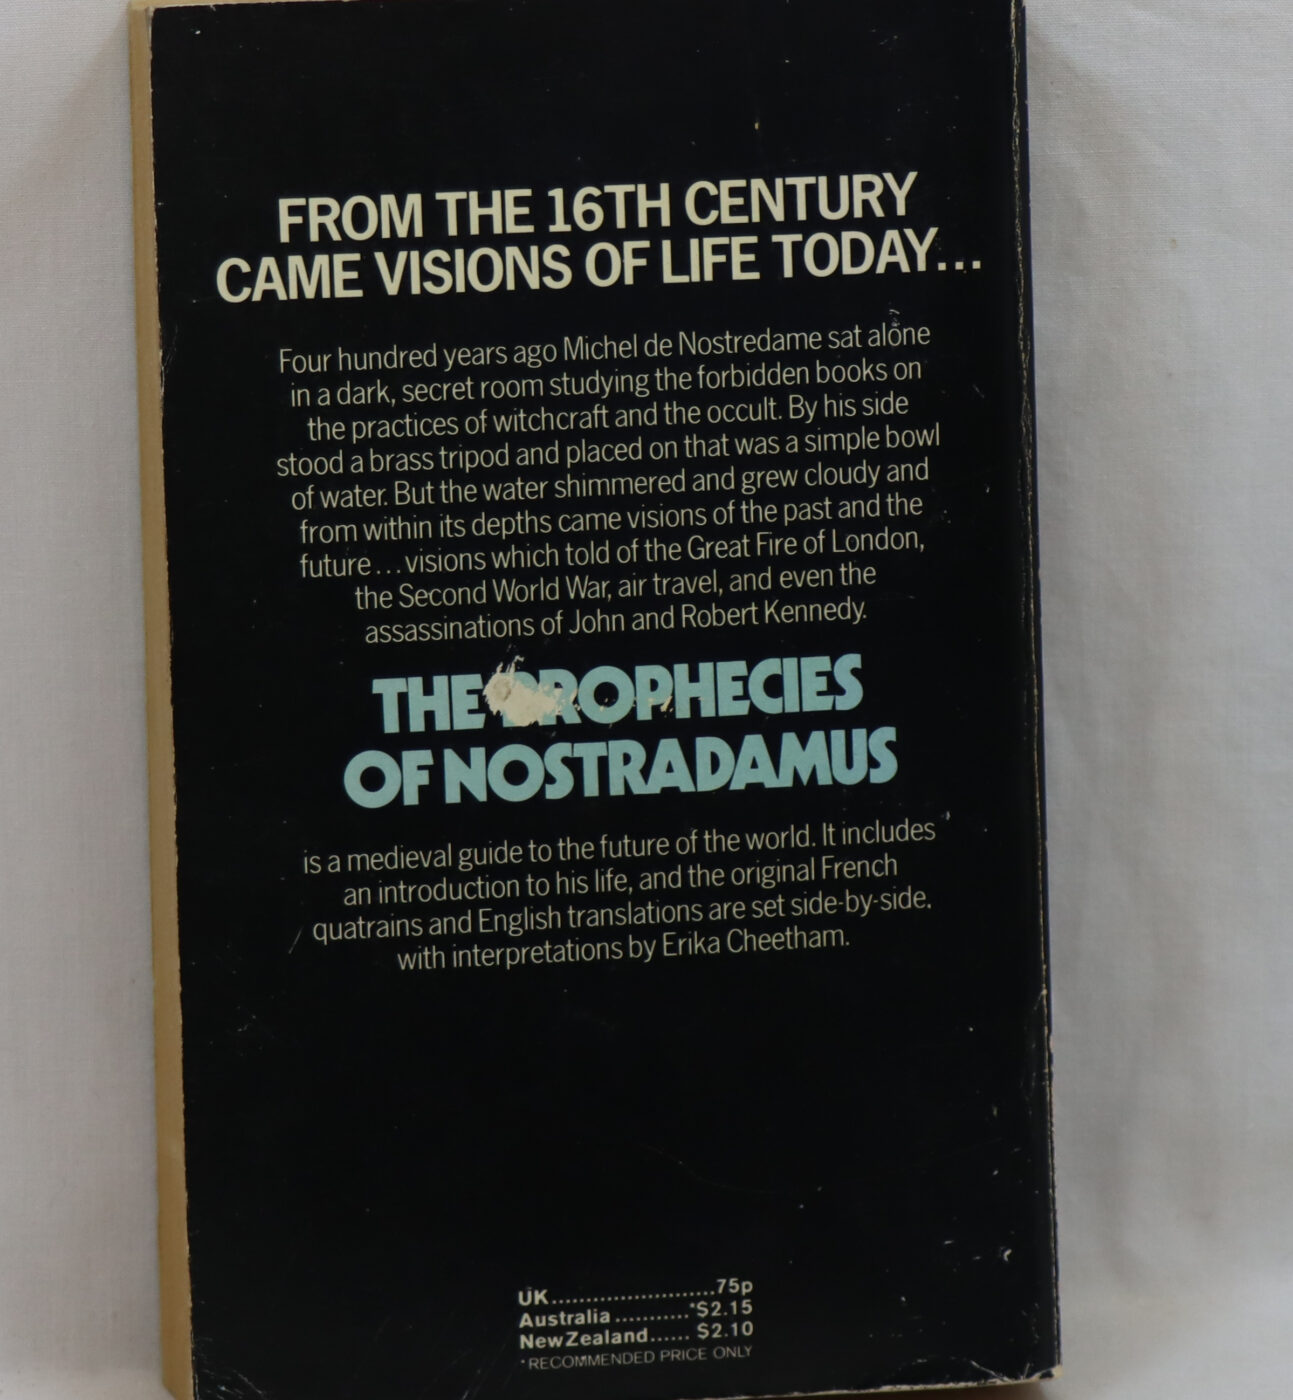 FROM THE 16TH CENTURY
CAME VISIONS OF LIFE TODAY...
Four hundred years ago Michel de Nostredame sat alone
in a dark, secret room studying the forbidden books on
the practices of witchcraft and the occult. By his side
stood a brass tripod and placed on that was a simple bowl
of water. But the water shimmered and grew cloudy and
from within its depths came visions of the past and the
future...visions which told of the Great Fire of London,
the Second World War, air travel, and even the
assassinations of John and Robert Kennedy.
THE PROPHECIES
OF NOSTRADAMUS
is a medieval guide to the future of the world. It includes
an introduction to his life, and the original French
quatrains and English translations are set side-by-side.
with interpretations by Erika Cheetham.
UK........................75p
Australia ...........*$2.15
New Zealand...... $2.10
*RECOMMENDED PRICE ONLY